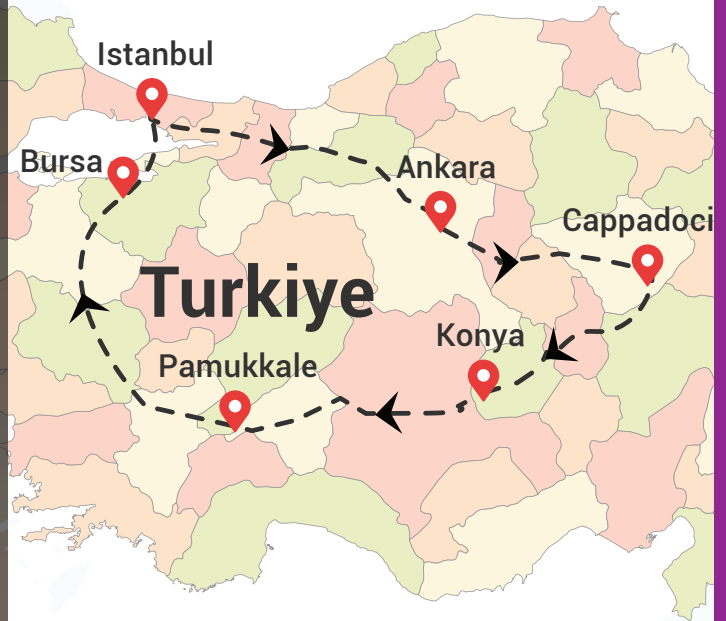 Istanbul
Bursa
Ankara
Cappadoci
Turkiye
Konya
Pamukkale